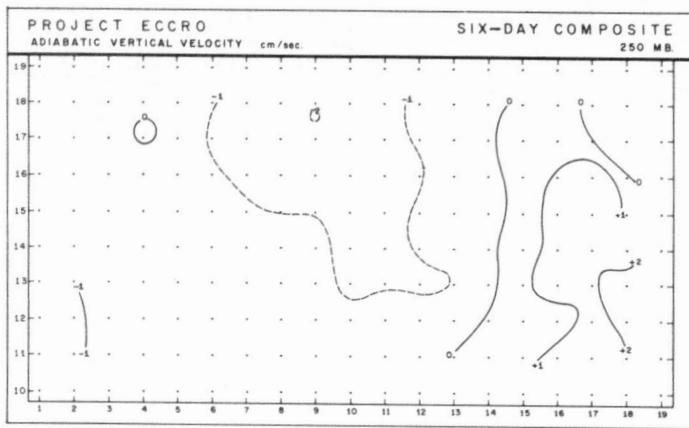 PROJECT ECCRO
SIX-DAY COMPOSITE
ADIABATIC VERTICAL VELOCITY cm/sec.
250 MB.
19
18 -1 -1 0 0
17 0
16 0
15 +1
14 +2
13 -1
12
11 -1 0 +1 +2
10
1 2 3 4 5 6 7 8 9 10 11 12 13 14 15 16 17 18 19